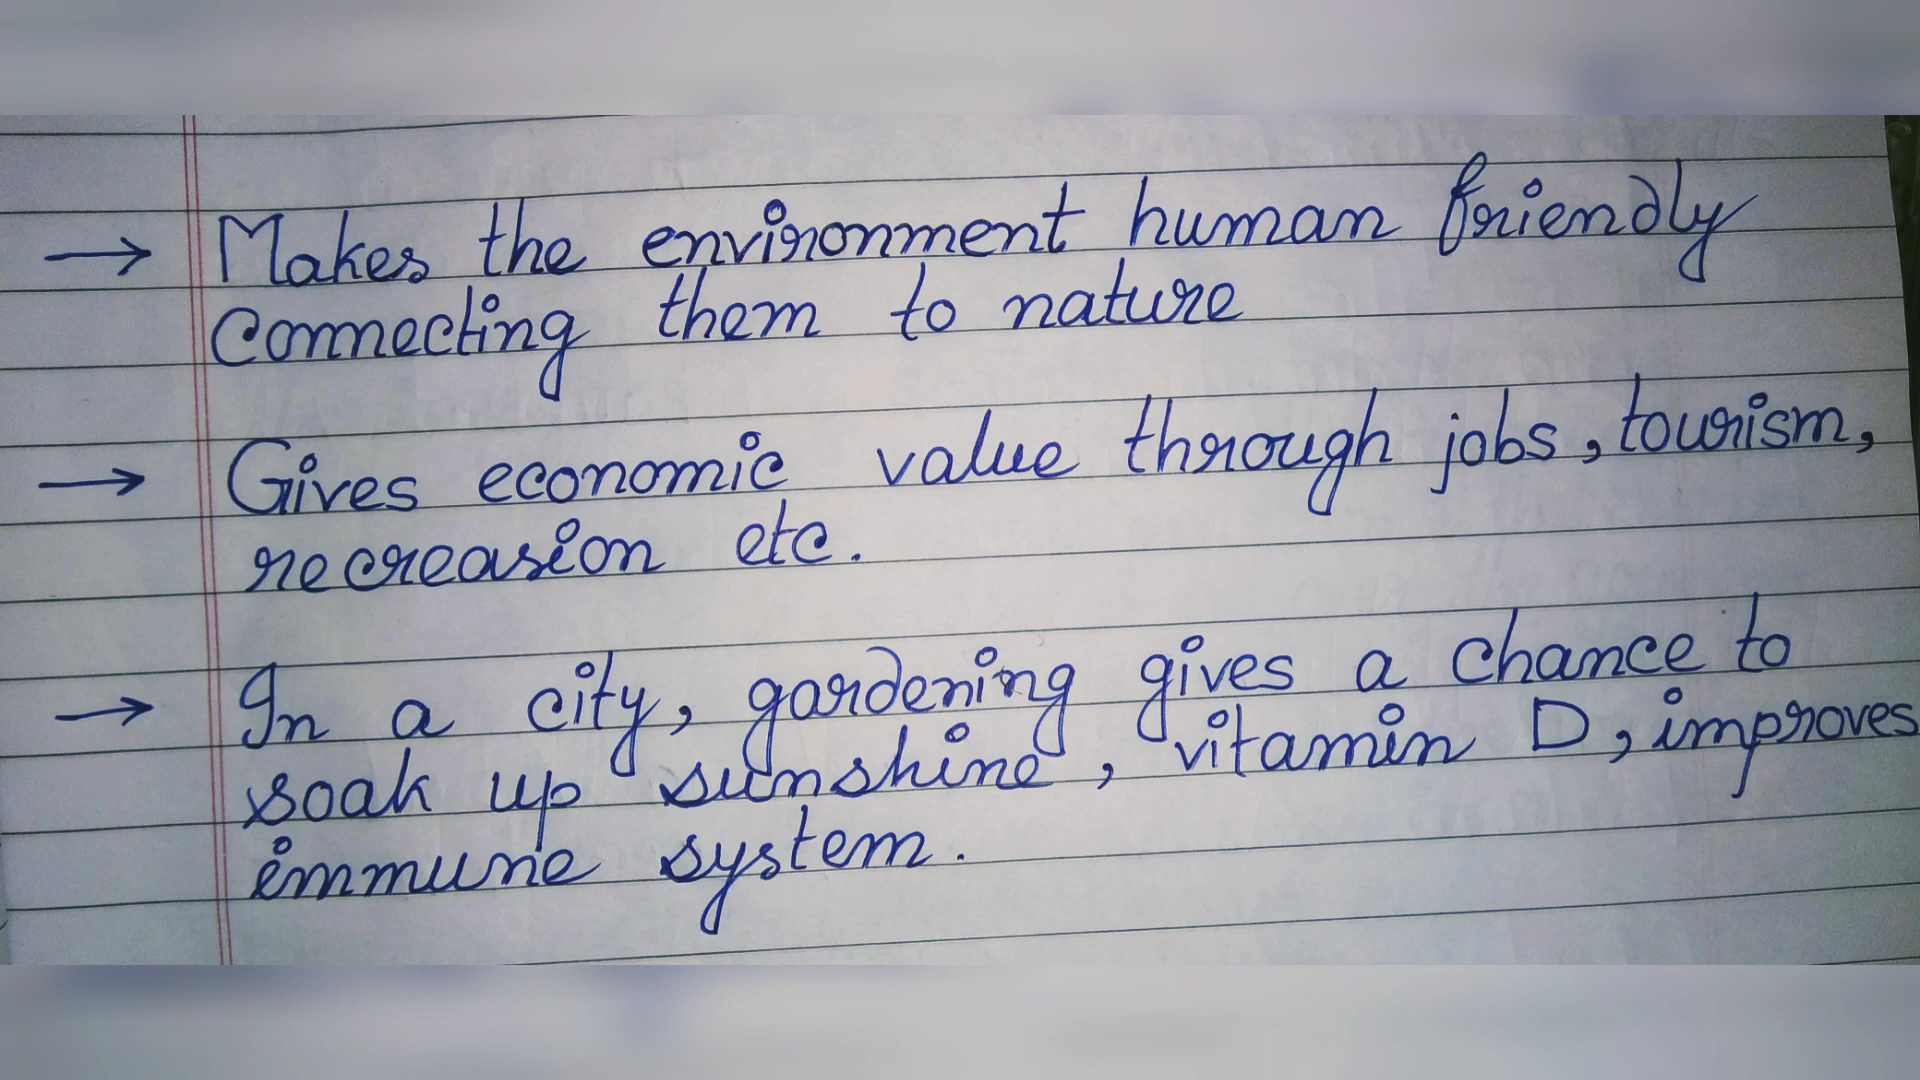 → Makes the environment human friendly
connecting them to nature
→ Gives economic value through jobs, tourism,
recreasion etc.
→ In a city, gardening gives a chance to
soak up sunshine, vitamin D, improves
immune system.